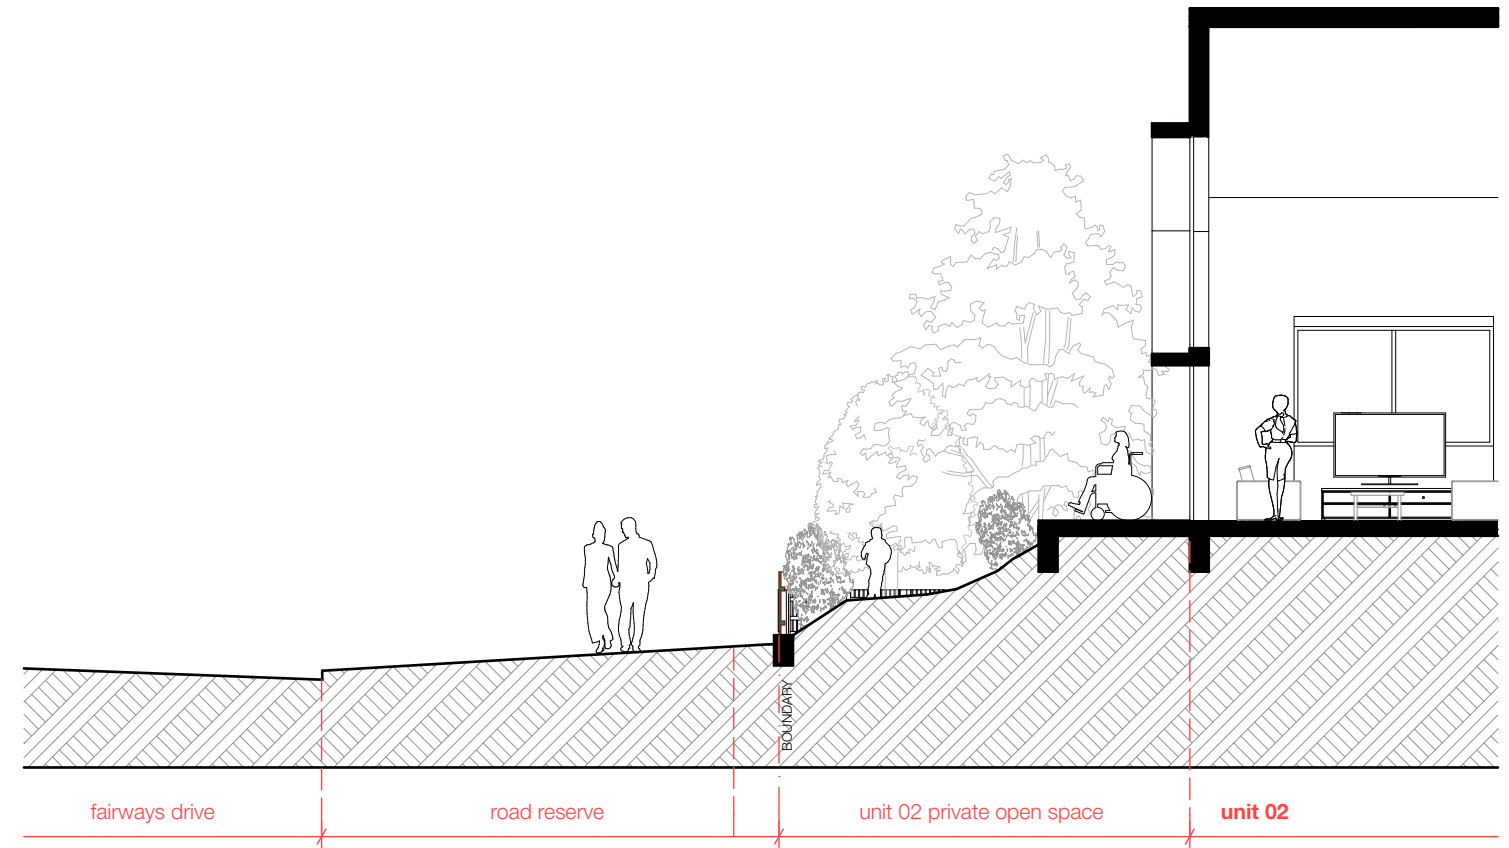 BOUNDARY
fairways drive
road reserve
unit 02 private open space
unit 02